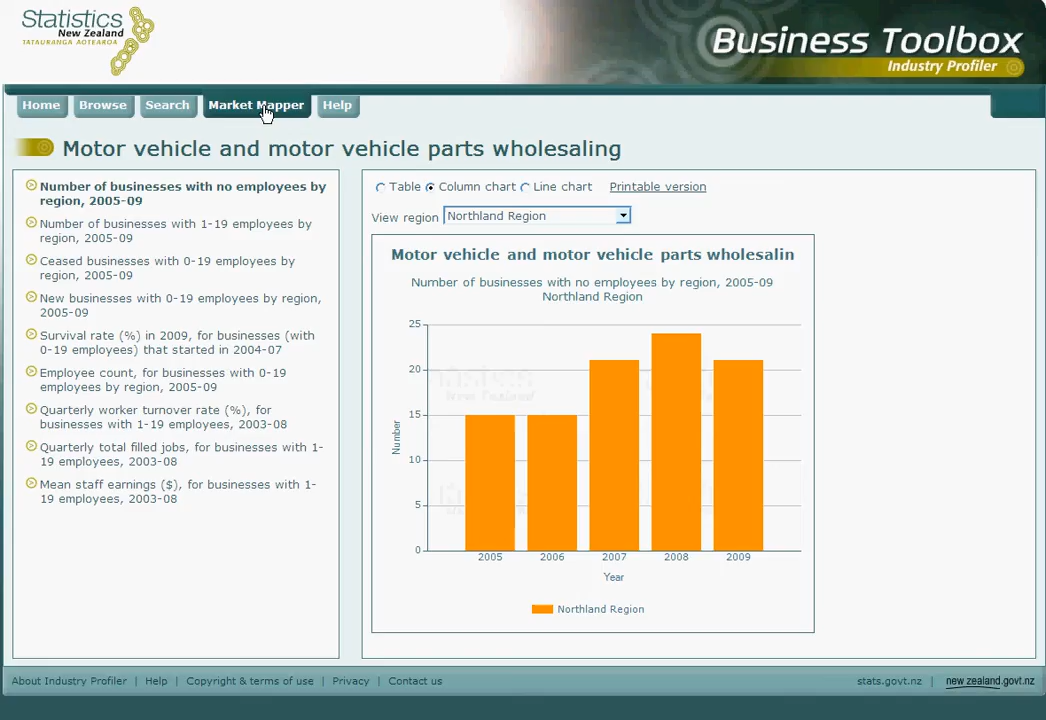 Statistics
New Zealand
TATAURANGA AOTEAROA
Business Toolbox
Industry Profiler
Home Browse Search Market Mapper Help
Motor vehicle and motor vehicle parts wholesaling
Number of businesses with no employees by
region, 2005-09
Number of businesses with 1-19 employees by
region, 2005-09
Ceased businesses with 0-19 employees by
region, 2005-09
New businesses with 0-19 employees by region,
2005-09
Survival rate (%) in 2009, for businesses (with
0-19 employees) that started in 2004-07
Employee count, for businesses with 0-19
employees by region, 2005-09
Quarterly worker turnover rate (%), for
businesses with 1-19 employees, 2003-08
Quarterly total filled jobs, for businesses with 1-
19 employees, 2003-08
Mean staff earnings ($), for businesses with 1-
19 employees, 2003-08
Table Column chart Line chart Printable version
View region Northland Region
Motor vehicle and motor vehicle parts wholesalin
Number of businesses with no employees by region, 2005-09
Northland Region
25
20
15
10
5
0
Number
2005 2006 2007 2008 2009
Year
Northland Region
About Industry Profiler | Help | Copyright & terms of use | Privacy | Contact us
stats.govt.nz | new zealand.govt.nz